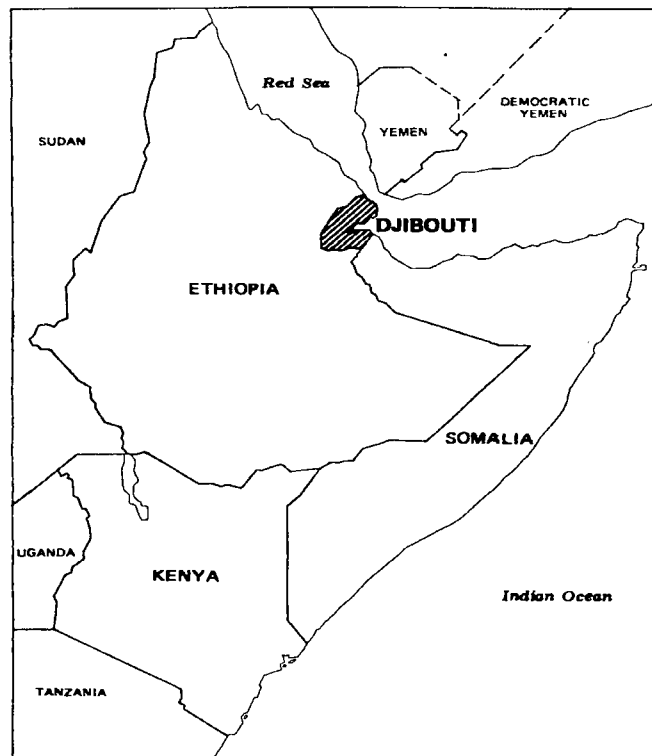 Red Sea
DEMOCRATIC
YEMEN
YEMEN
SUDAN
DJIBOUTI
ETHIOPIA
SOMALIA
UGANDA
KENYA
Indian Ocean
TANZANIA